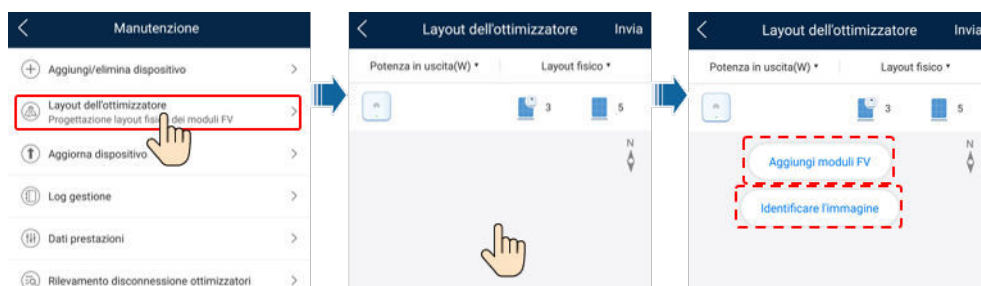 Manutenzione
Aggiungi/elimina dispositivo
Layout dell'ottimizzatore
Progettazione layout fisico dei moduli FV
Aggiorna dispositivo
Log gestione
Dati prestazioni
Rilevamento disconnessione ottimizzatori
Layout dell'ottimizzatore Invia
Potenza in uscita(W) Layout fisico
3 5
N
Layout dell'ottimizzatore Invia
Potenza in uscita(W) Layout fisico
3 5
N
Aggiungi moduli FV
Identificare l'immagine